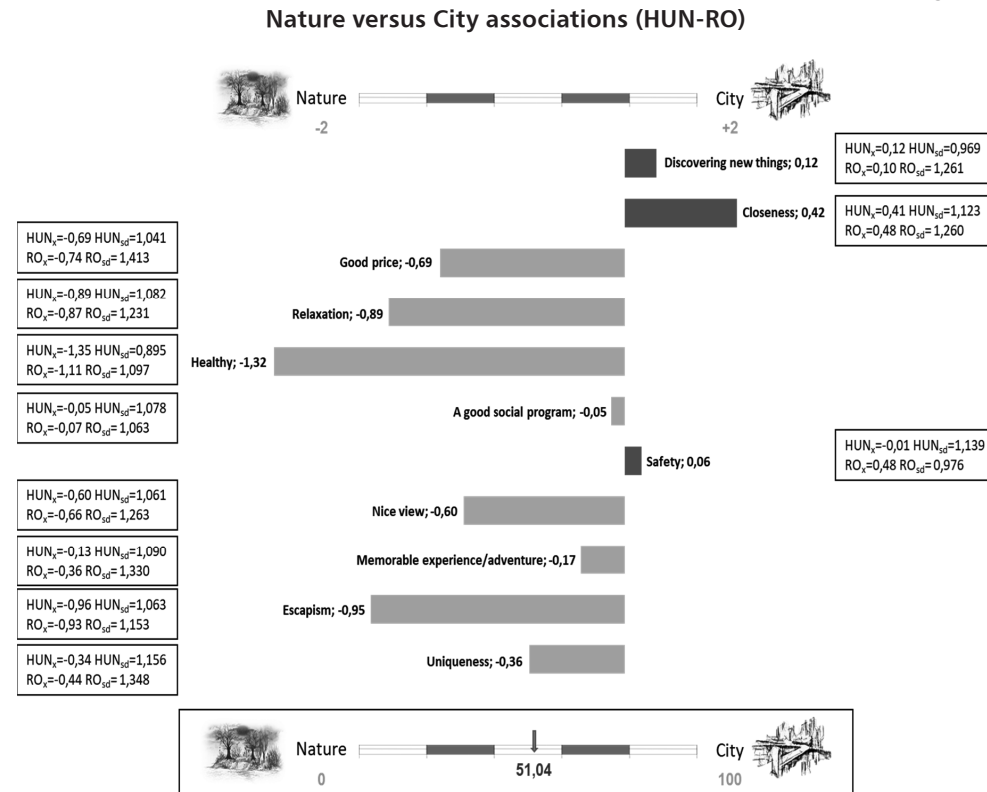 Nature versus City associations (HUN-RO)
Nature City
-2 +2
Discovering new things; 0,12
HUNₓ=0,12 HUNsd=0,969
ROₓ=0,10 ROsd=1,261
Closeness; 0,42
HUNₓ=0,41 HUNsd=1,123
ROₓ=0,48 ROsd=1,260
HUNₓ=-0,69 HUNsd=1,041
ROₓ=-0,74 ROsd=1,413
Good price; -0,69
HUNₓ=-0,89 HUNsd=1,082
ROₓ=-0,87 ROsd=1,231
Relaxation; -0,89
HUNₓ=-1,35 HUNsd=0,895
ROₓ=-1,11 ROsd=1,097
Healthy; -1,32
HUNₓ=-0,05 HUNsd=1,078
ROₓ=-0,07 ROsd=1,063
A good social program; -0,05
Safety; 0,06
HUNₓ=-0,01 HUNsd=1,139
ROₓ=0,48 ROsd=0,976
HUNₓ=-0,60 HUNsd=1,061
ROₓ=-0,66 ROsd=1,263
Nice view; -0,60
HUNₓ=-0,13 HUNsd=1,090
ROₓ=-0,36 ROsd=1,330
Memorable experience/adventure; -0,17
HUNₓ=-0,96 HUNsd=1,063
ROₓ=-0,93 ROsd=1,153
Escapism; -0,95
HUNₓ=-0,34 HUNsd=1,156
ROₓ=-0,44 ROsd=1,348
Uniqueness; -0,36
Nature City
0 51,04 100